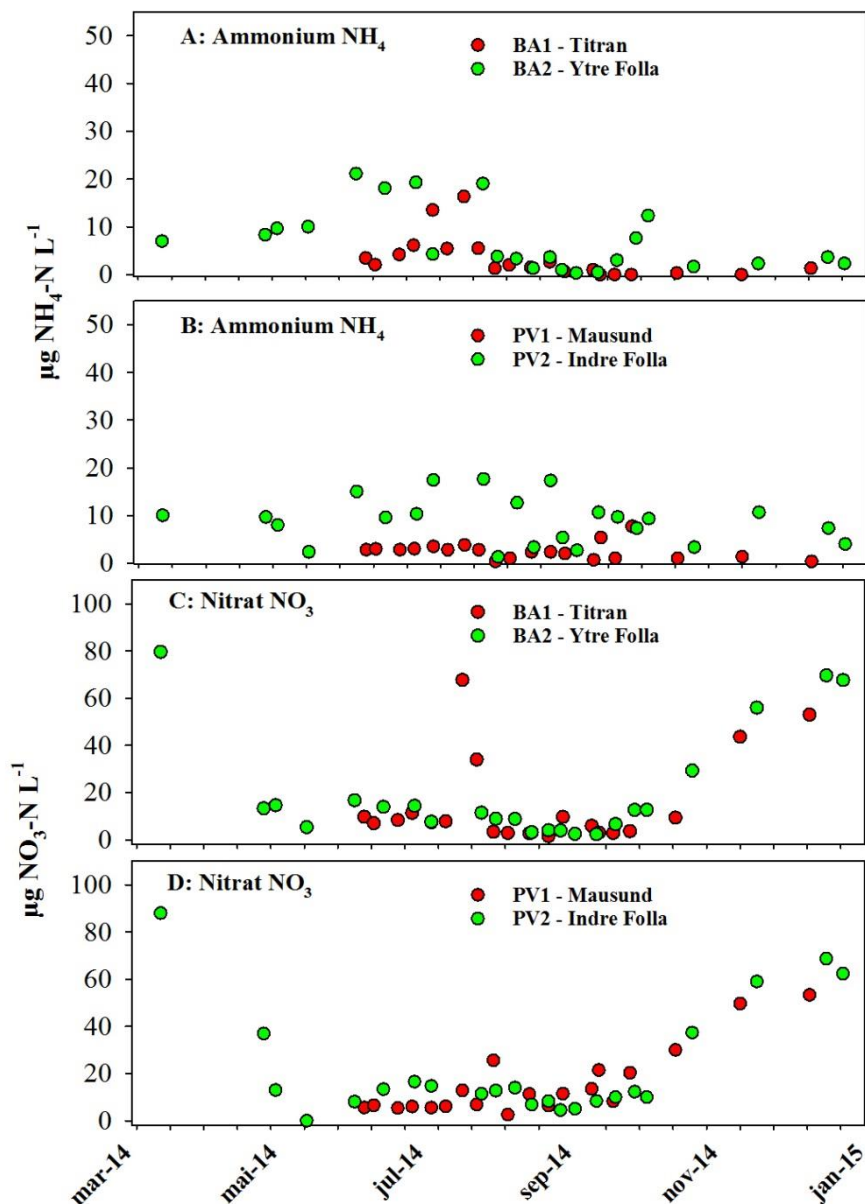 A: Ammonium NH4
BA1 - Titran
BA2 - Ytre Folla
50
40
30
20
10
0
B: Ammonium NH4
PV1 - Mausund
PV2 - Indre Folla
50
40
30
20
10
0
µg NH4-N L-1
C: Nitrat NO3
BA1 - Titran
BA2 - Ytre Folla
100
80
60
40
20
0
D: Nitrat NO3
PV1 - Mausund
PV2 - Indre Folla
100
80
60
40
20
0
µg NO3-N L-1
mar-14
mai-14
jul-14
sep-14
nov-14
jan-15